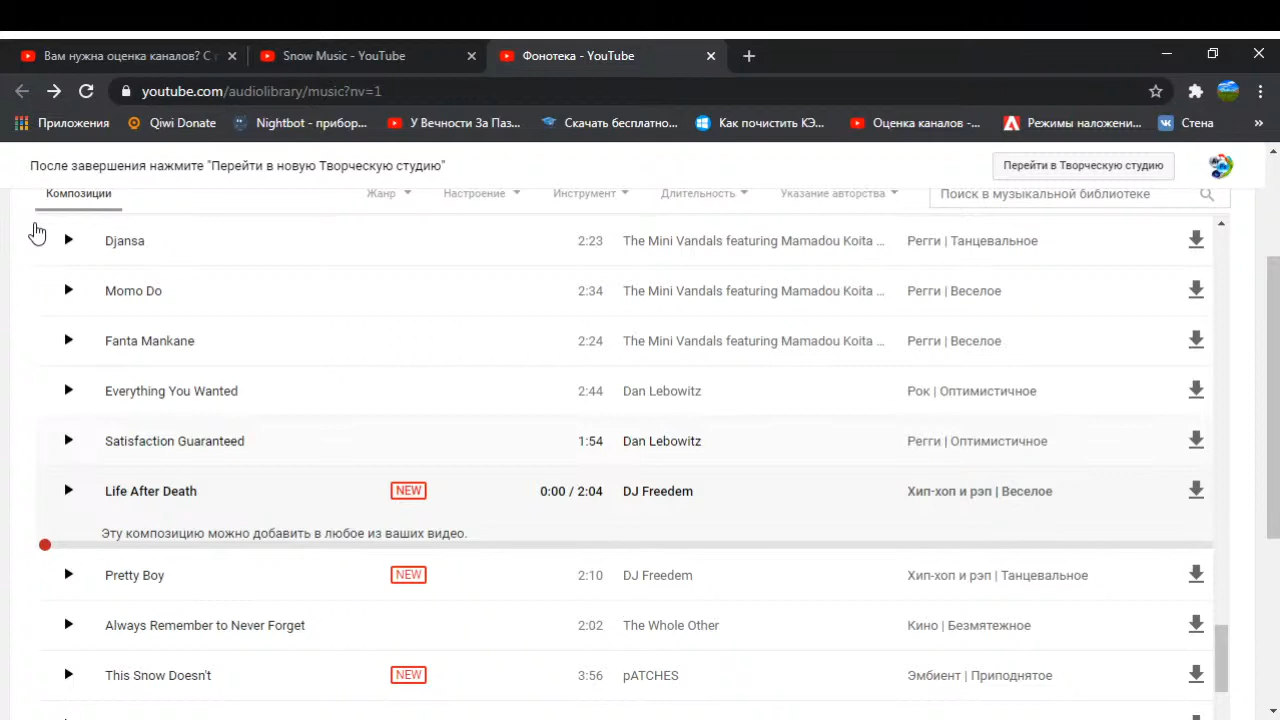 Вам нужна оценка каналов? С
Snow Music - YouTube
Фонотека - YouTube
youtube.com/audiolibrary/music?nv=1
Приложения
Qiwi Donate
Nightbot - прибор...
У Вечности За Паз...
Скачать бесплатно...
Как почистить КЭ...
Оценка каналов -...
Режимы наложени...
Стена
»
После завершения нажмите "Перейти в новую Творческую студию"
Перейти в Творческую студию
Композиции
Жанр
Настроение
Инструмент
Длительность
Указание авторства
Поиск в музыкальной библиотеке
Djansa 2:23 The Mini Vandals featuring Mamadou Koita ... Регги | Танцевальное
Momo Do 2:34 The Mini Vandals featuring Mamadou Koita ... Регги | Веселое
Fanta Mankane 2:24 The Mini Vandals featuring Mamadou Koita ... Регги | Веселое
Everything You Wanted 2:44 Dan Lebowitz Рок | Оптимистичное
Satisfaction Guaranteed 1:54 Dan Lebowitz Регги | Оптимистичное
Life After Death NEW 0:00 / 2:04 DJ Freedem Хип-хоп и рэп | Веселое
Эту композицию можно добавить в любое из ваших видео.
Pretty Boy NEW 2:10 DJ Freedem Хип-хоп и рэп | Танцевальное
Always Remember to Never Forget 2:02 The Whole Other Кино | Безмятежное
This Snow Doesn't NEW 3:56 pATCHES Эмбиент | Приподнятое